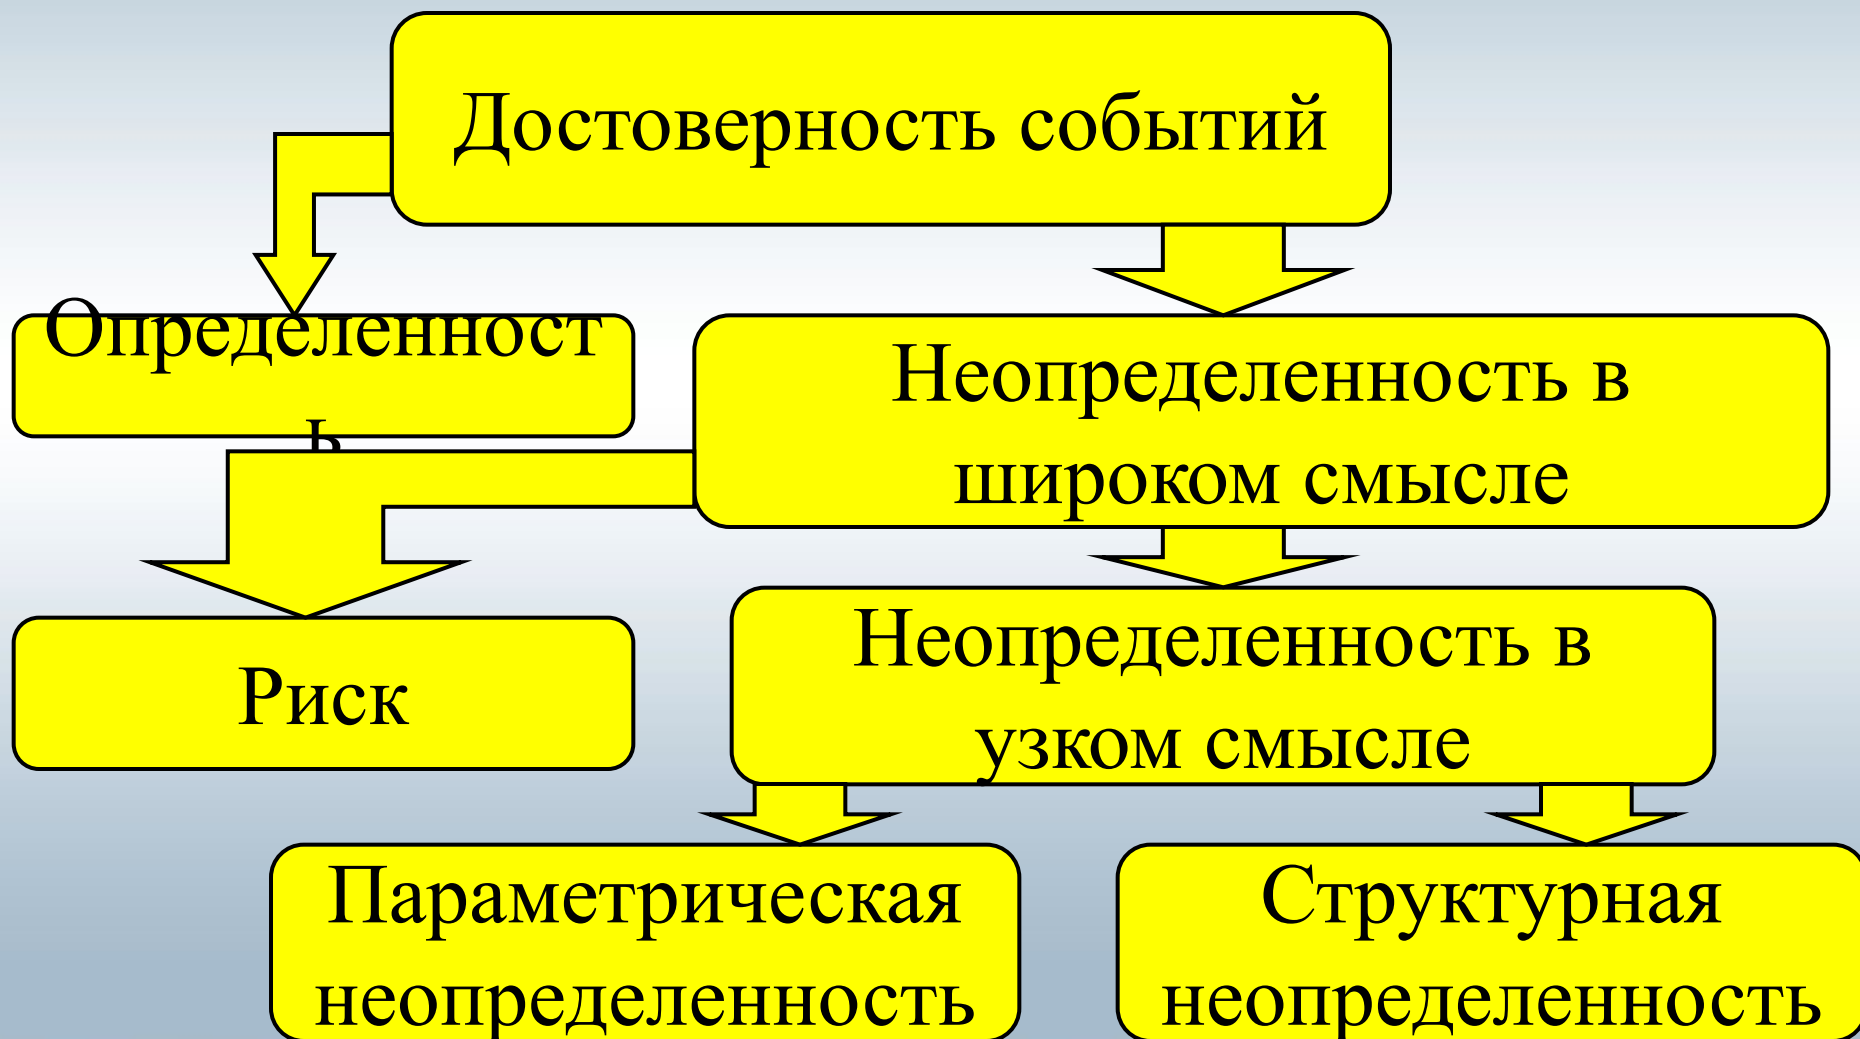 Достоверность событий
Определенност
ь
Неопределенность в
широком смысле
Риск
Неопределенность в
узком смысле
Параметрическая
неопределенность
Структурная
неопределенность